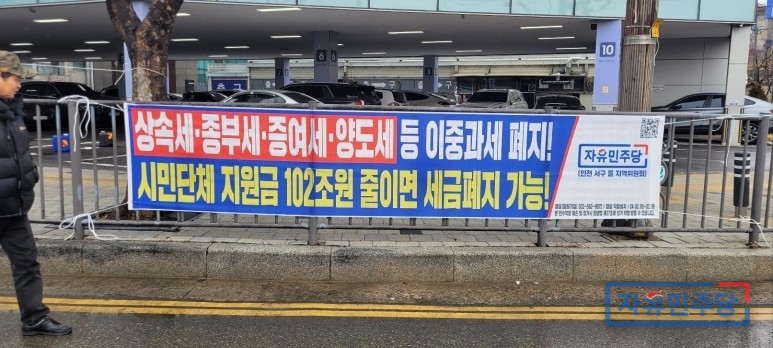 상속세·종부세·증여세·양도세 등 이중과세 폐지!
시민단체 지원금 102조원 줄이면 세금폐지 가능!
자유민주당
(인천 서구 을 지역위원회)
10
6
자유민주당